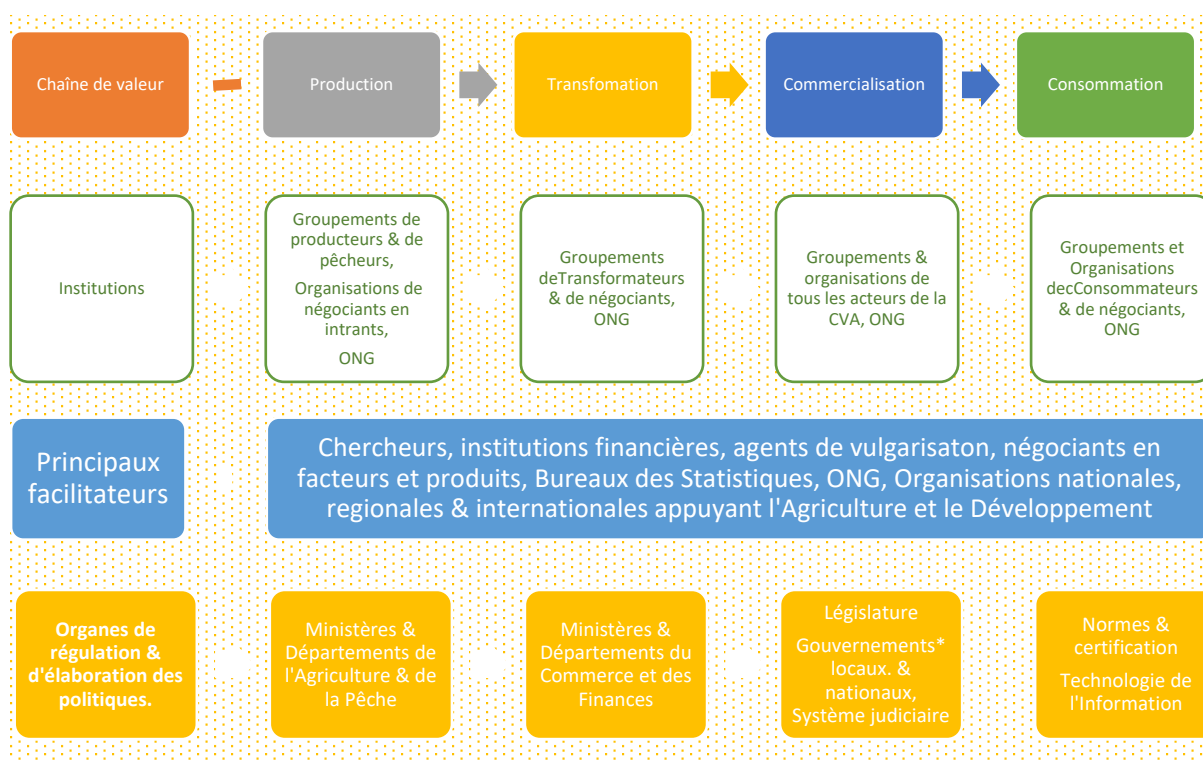 Chaîne de valeur
Production
Transfomation
Commercialisation
Consommation
Institutions
Groupements de
producteurs & de
pêcheurs,
Organisations de
négociants en
intrants,
ONG
Groupements
deTransformateurs
& de négociants,
ONG
Groupements &
organisations de
tous les acteurs de la
CVA, ONG
Groupements et
Organisations
decConsommateurs
& de négociants,
ONG
Principaux
facilitateurs
Chercheurs, institutions financières, agents de vulgarisaton, négociants en
facteurs et produits, Bureaux des Statistiques, ONG, Organisations nationales,
regionales & internationales appuyant l'Agriculture et le Développement
Organes de
régulation &
d'élaboration des
politiques.
Ministères &
Départements de
l'Agriculture & de
la Pêche
Ministères &
Départements du
Commerce et des
Finances
Législature
Gouvernements*
locaux. &
nationaux,
Système judiciaire
Normes &
certification
Technologie de
l'Information